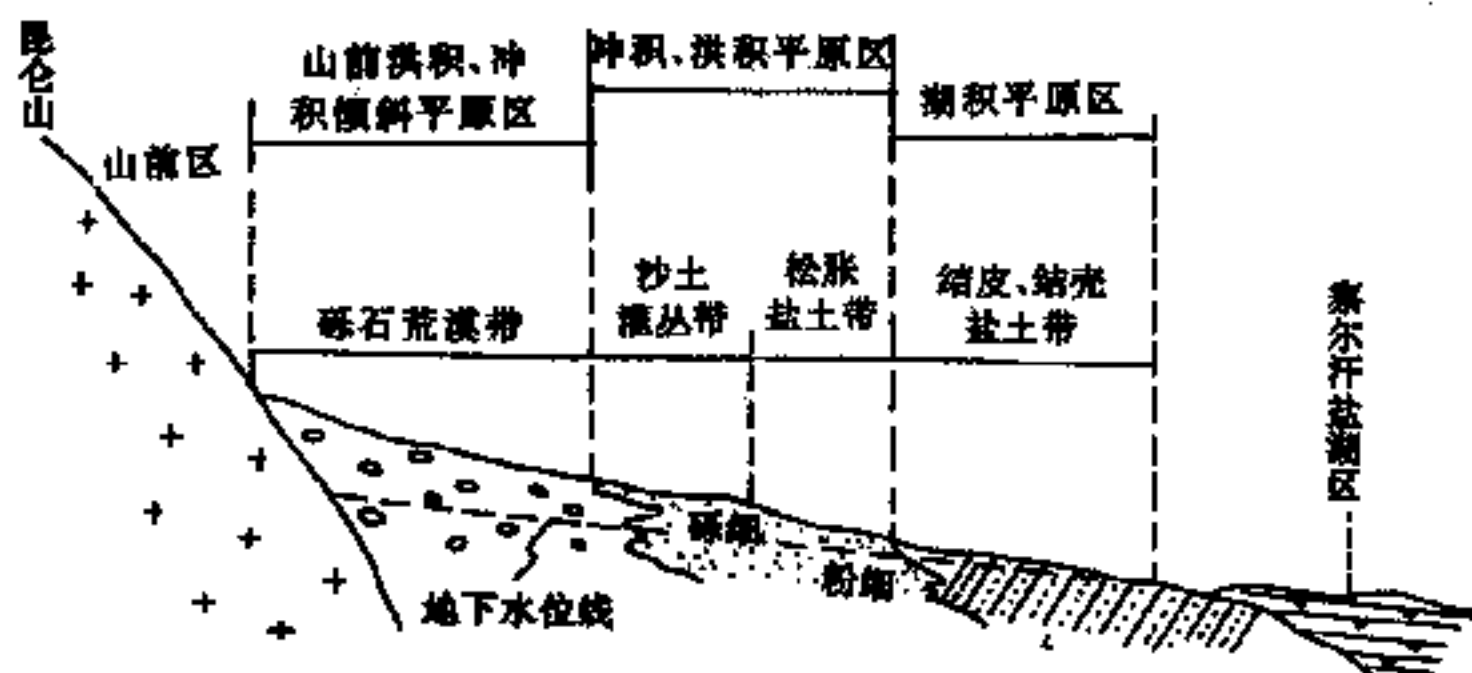 昆仑山
山前区
山前洪积、冲
积倾斜平原区
冲积、洪积平原区
湖积平原区
砾石荒漠带
沙土
灌丛带
松胀
盐土带
结皮、结壳
盐土带
察尔汗盐湖区
砾细
粉细
地下水位线